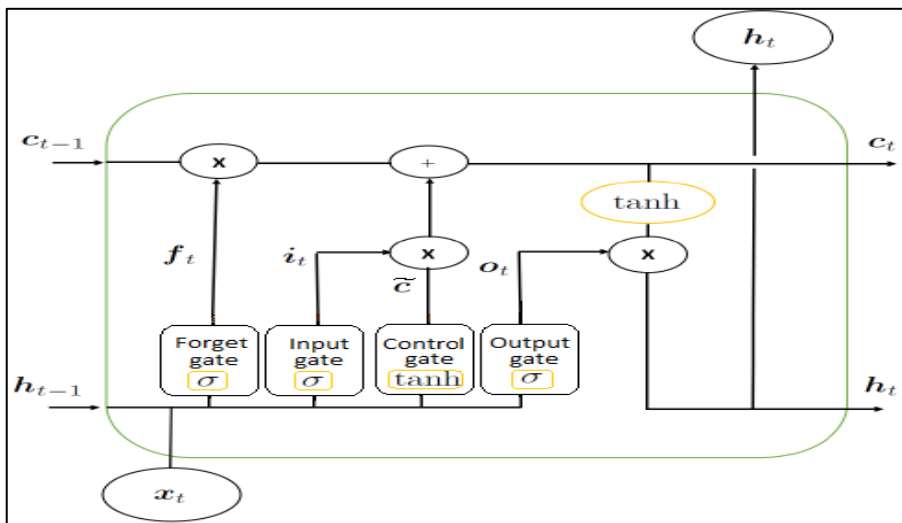 h_t
c_{t-1}
x
+
c_t
tanh
f_t
i_t
x
c̃
o_t
x
Forget gate σ
Input gate σ
Control gate tanh
Output gate σ
h_{t-1}
h_t
x_t